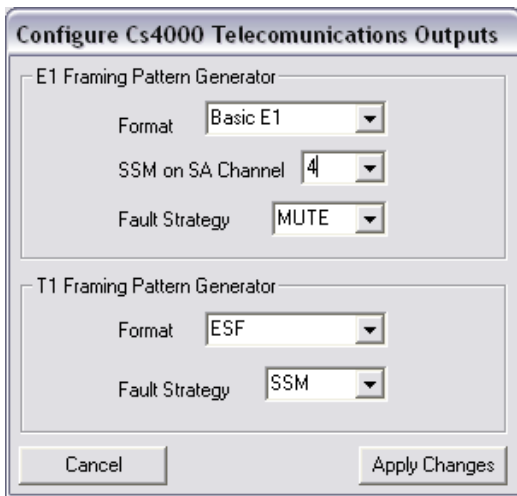 Configure Cs4000 Telecomunications Outputs
E1 Framing Pattern Generator
Format Basic E1
SSM on SA Channel 4
Fault Strategy MUTE
T1 Framing Pattern Generator
Format ESF
Fault Strategy SSM
Cancel Apply Changes